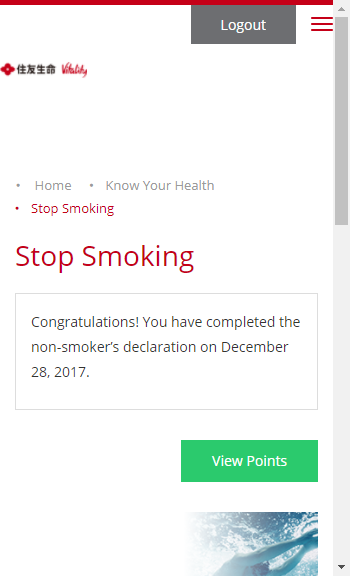 Logout
住友生命 Vitality
• Home • Know Your Health
• Stop Smoking
Stop Smoking
Congratulations! You have completed the
non-smoker’s declaration on December
28, 2017.
View Points